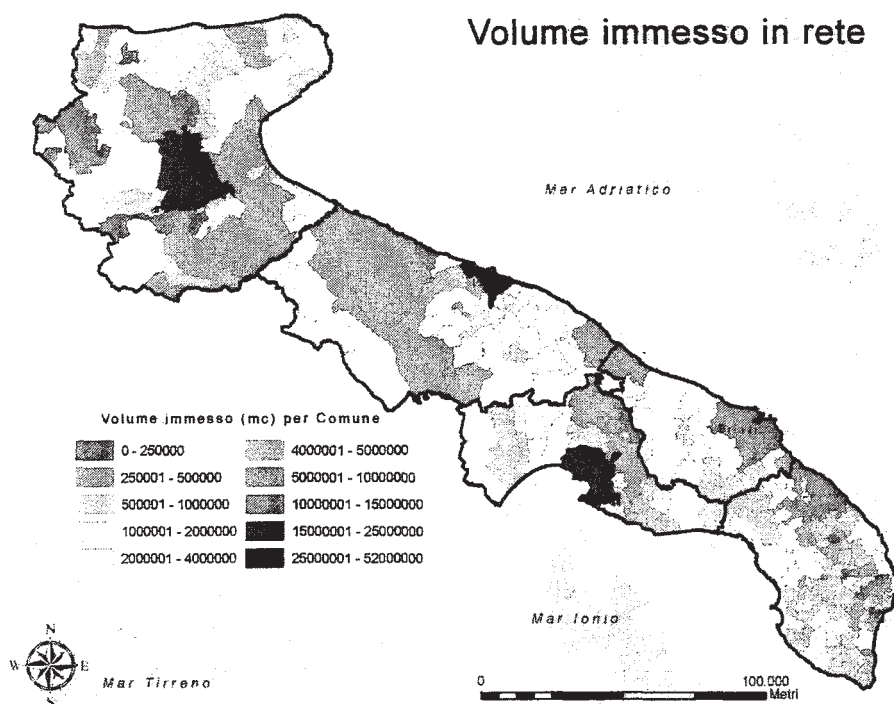 Volume immesso in rete
Mar Adriatico
Volume immesso (mc) per Comune
0 - 250000
250001 - 500000
500001 - 1000000
1000001 - 2000000
2000001 - 4000000
4000001 - 5000000
5000001 - 10000000
10000001 - 15000000
15000001 - 25000000
25000001 - 52000000
Mar Ionio
N
W E
S
Mar Tirreno
0 100.000
Metri